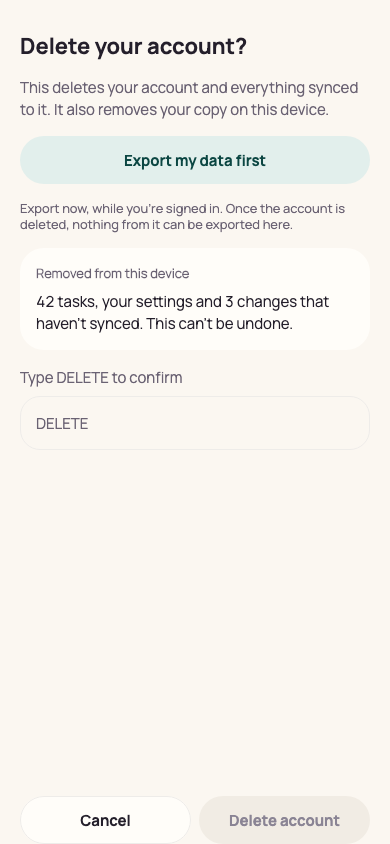 Delete your account?
This deletes your account and everything synced
to it. It also removes your copy on this device.
Export my data first
Export now, while you're signed in. Once the account is
deleted, nothing from it can be exported here.
Removed from this device
42 tasks, your settings and 3 changes that
haven't synced. This can't be undone.
Type DELETE to confirm
DELETE
Cancel
Delete account